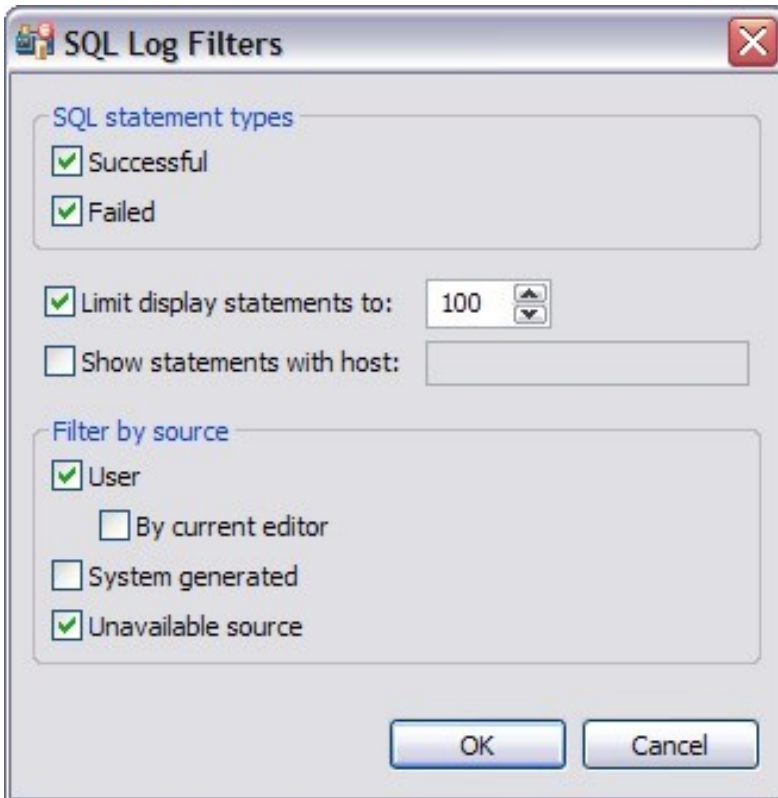 SQL Log Filters
SQL statement types
Successful
Failed
Limit display statements to: 100
Show statements with host:
Filter by source
User
By current editor
System generated
Unavailable source
OK Cancel